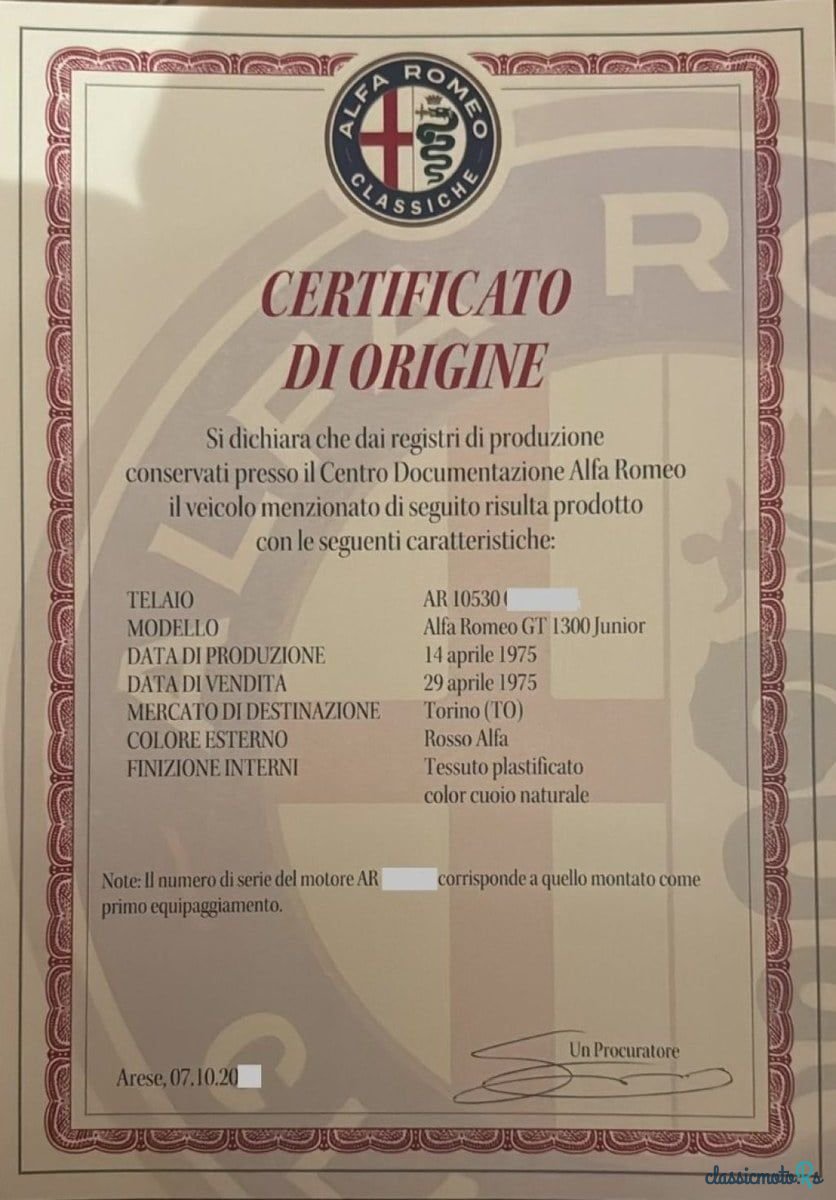 ALFA ROMEO
CLASSICHE
CERTIFICATO
DI ORIGINE
Si dichiara che dai registri di produzione
conservati presso il Centro Documentazione Alfa Romeo
il veicolo menzionato di seguito risulta prodotto
con le seguenti caratteristiche:
TELAIO AR 10530
MODELLO Alfa Romeo GT 1300 Junior
DATA DI PRODUZIONE 14 aprile 1975
DATA DI VENDITA 29 aprile 1975
MERCATO DI DESTINAZIONE Torino (TO)
COLORE ESTERNO Rosso Alfa
FINIZIONE INTERNI Tessuto plastificato
color cuoio naturale
Note: Il numero di serie del motore AR corrisponde a quello montato come
primo equipaggiamento.
Un Procuratore
Arese, 07.10.20
classicmoto.rs